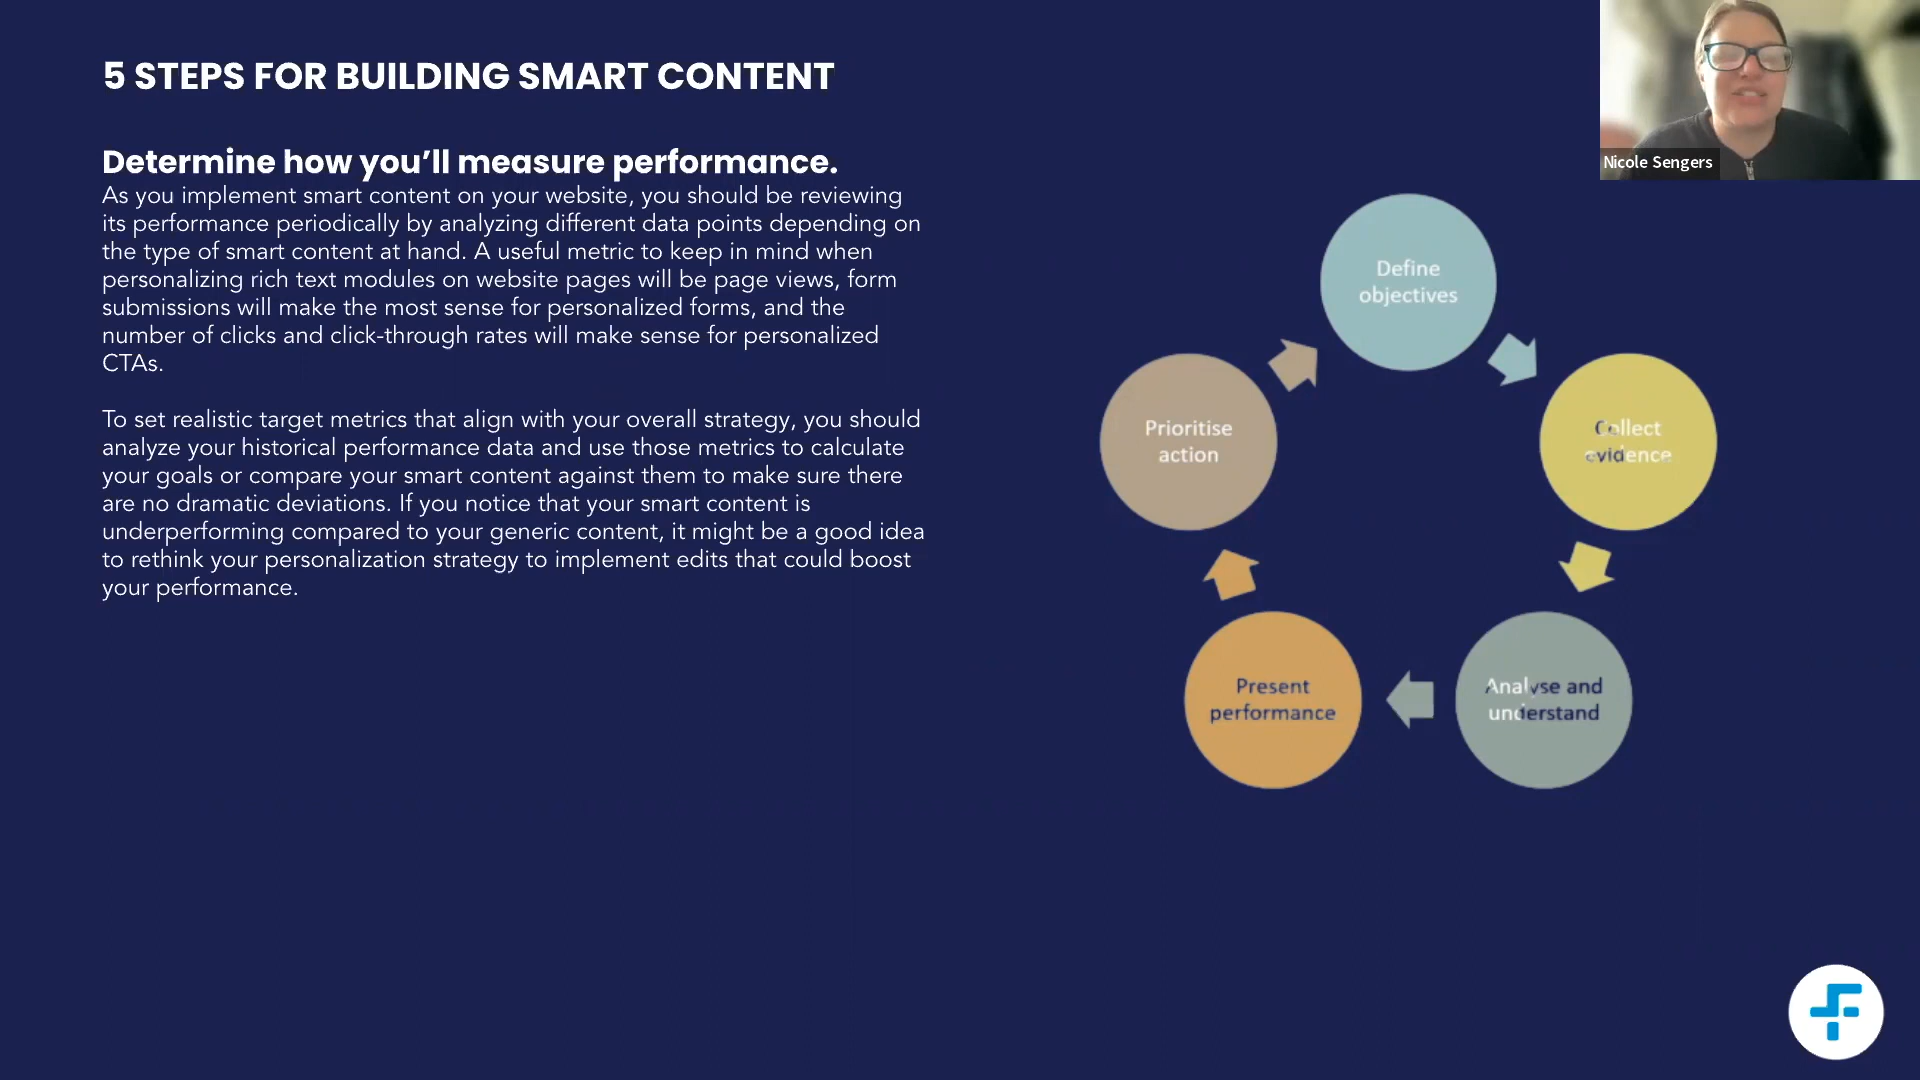 5 STEPS FOR BUILDING SMART CONTENT
Nicole Sengers
Determine how you’ll measure performance.
As you implement smart content on your website, you should be reviewing
its performance periodically by analyzing different data points depending on
the type of smart content at hand. A useful metric to keep in mind when
personalizing rich text modules on website pages will be page views, form
submissions will make the most sense for personalized forms, and the
number of clicks and click-through rates will make sense for personalized
CTAs.
To set realistic target metrics that align with your overall strategy, you should
analyze your historical performance data and use those metrics to calculate
your goals or compare your smart content against them to make sure there
are no dramatic deviations. If you notice that your smart content is
underperforming compared to your generic content, it might be a good idea
to rethink your personalization strategy to implement edits that could boost
your performance.
Define
objectives
Collect
evidence
Analyse and
understand
Present
performance
Prioritise
action